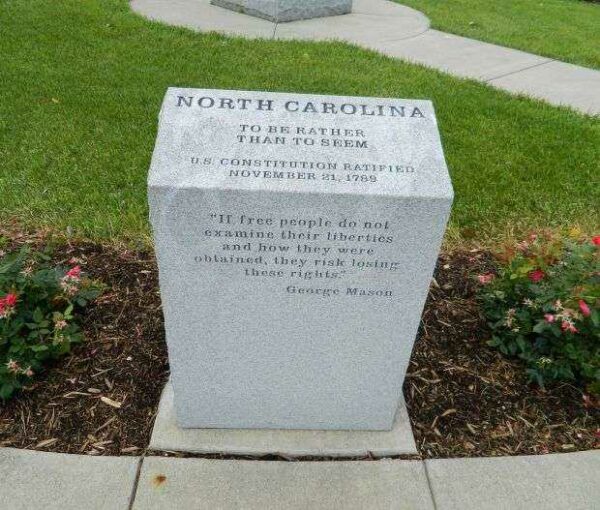 NORTH CAROLINA
TO BE RATHER
THAN TO SEEM
U.S. CONSTITUTION RATIFIED
NOVEMBER 21, 1789
"If free people do not
examine their liberties
and how they were
obtained, they risk losing
these rights."
George Mason